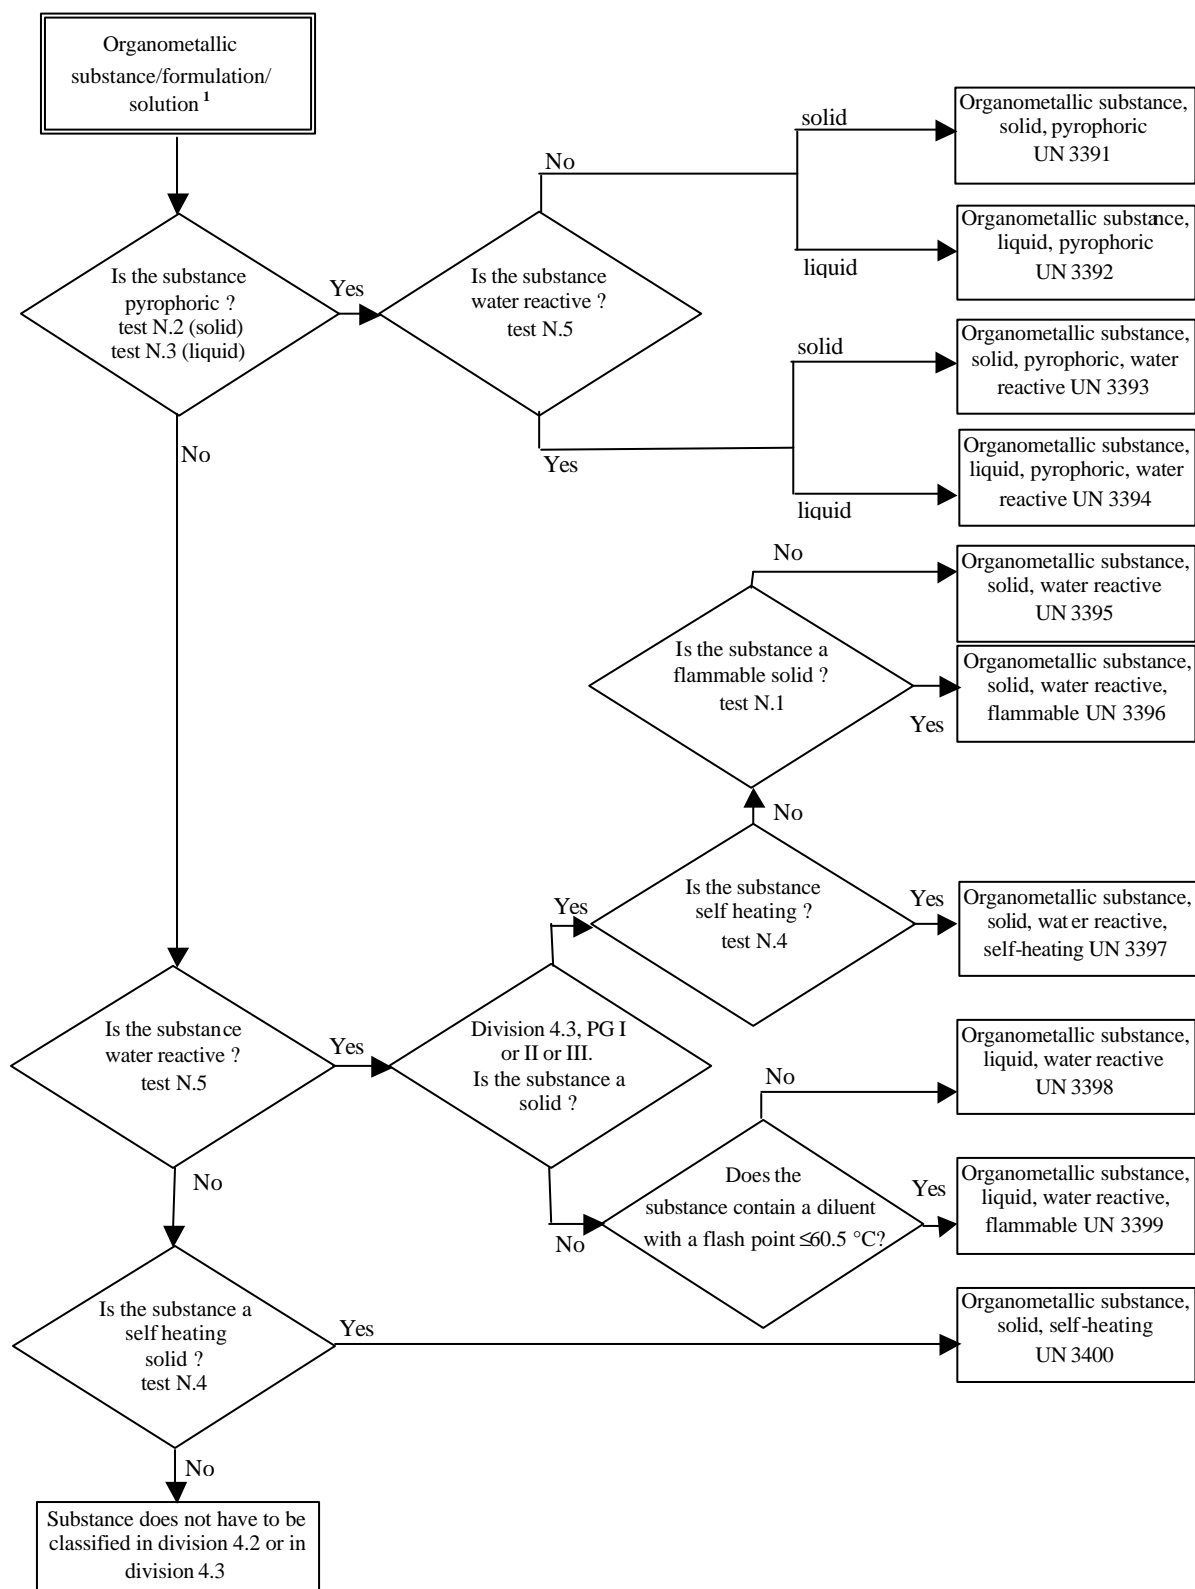 Organometallic
substance/formulation/
solution 1
Is the substance
pyrophoric ?
test N.2 (solid)
test N.3 (liquid)
Yes
No
Is the substance
water reactive ?
test N.5
No
Yes
solid
liquid
Organometallic substance,
solid, pyrophoric
UN 3391
Organometallic substance,
liquid, pyrophoric
UN 3392
solid
liquid
Organometallic substance,
solid, pyrophoric, water
reactive UN 3393
Organometallic substance,
liquid, pyrophoric, water
reactive UN 3394
No
Organometallic substance,
solid, water reactive
UN 3395
Is the substance a
flammable solid ?
test N.1
Yes
Organometallic substance,
solid, water reactive,
flammable UN 3396
No
Is the substance
self heating ?
test N.4
Yes
Organometallic substance,
solid, water reactive,
self-heating UN 3397
Is the substance
water reactive ?
test N.5
Yes
No
Division 4.3, PG I
or II or III.
Is the substance a
solid ?
Yes
No
No
Organometallic substance,
liquid, water reactive
UN 3398
Does the
substance contain a diluent
with a flash point ≤60.5 °C?
Yes
Organometallic substance,
liquid, water reactive,
flammable UN 3399
Is the substance a
self heating
solid ?
test N.4
Yes
Organometallic substance,
solid, self-heating
UN 3400
No
Substance does not have to be
classified in division 4.2 or in
division 4.3